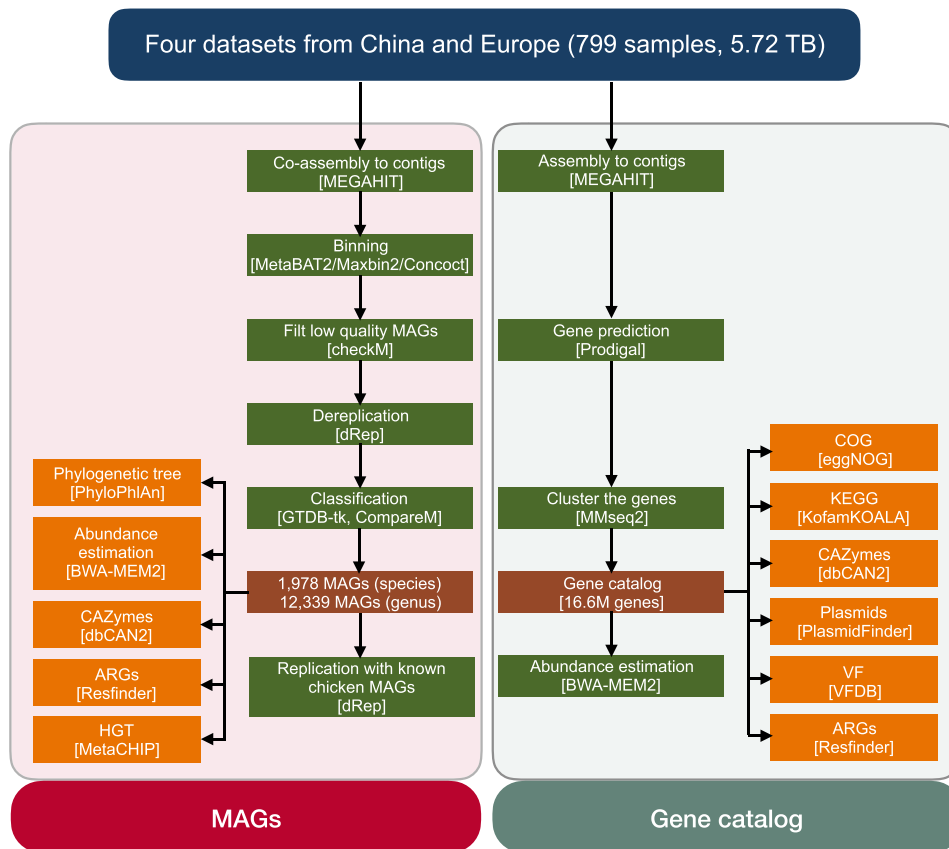 Four datasets from China and Europe (799 samples, 5.72 TB)
Co-assembly to contigs
[MEGAHIT]
Binning
[MetaBAT2/Maxbin2/Concoct]
Filt low quality MAGs
[checkM]
Dereplication
[dRep]
Classification
[GTDB-tk, CompareM]
1,978 MAGs (species)
12,339 MAGs (genus)
Replication with known
chicken MAGs
[dRep]
Phylogenetic tree
[PhyloPhlAn]
Abundance
estimation
[BWA-MEM2]
CAZymes
[dbCAN2]
ARGs
[Resfinder]
HGT
[MetaCHIP]
MAGs
Assembly to contigs
[MEGAHIT]
Gene prediction
[Prodigal]
Cluster the genes
[MMseq2]
Gene catalog
[16.6M genes]
Abundance estimation
[BWA-MEM2]
COG
[eggNOG]
KEGG
[KofamKOALA]
CAZymes
[dbCAN2]
Plasmids
[PlasmidFinder]
VF
[VFDB]
ARGs
[Resfinder]
Gene catalog